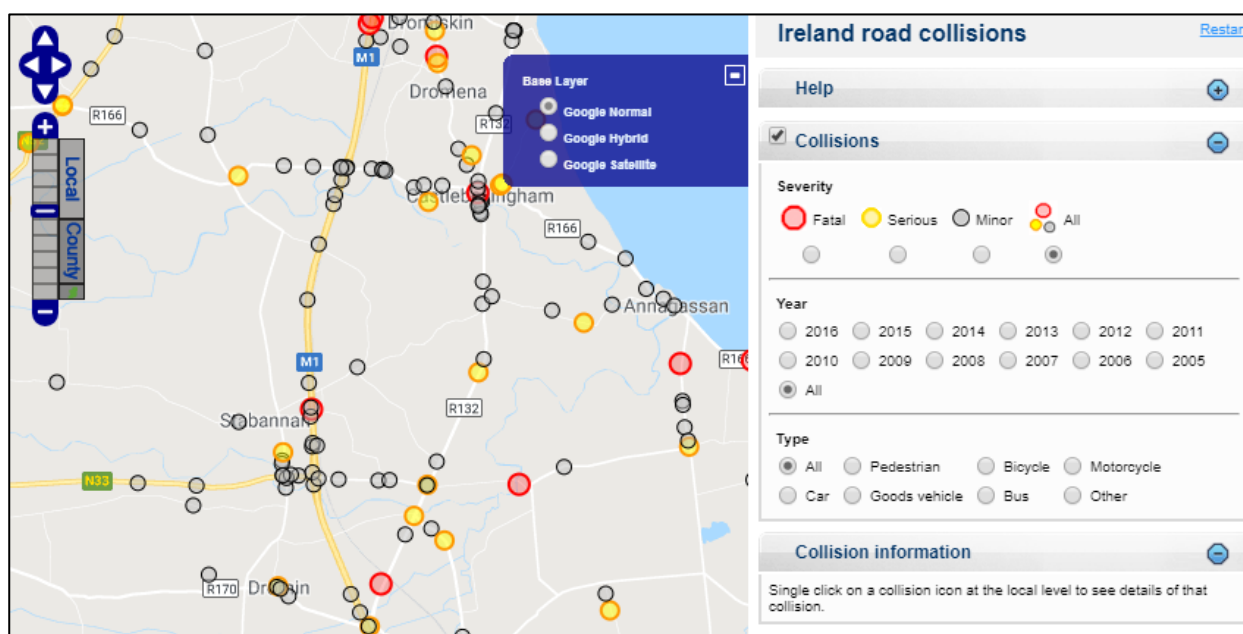 Dromiskin
M1
Dromena
R166
R132
Castlebellingham
R166
Annagassan
M1
R166
Stabannan
R132
N33
R170
Dromin
Local
County
Base Layer
Google Normal
Google Hybrid
Google Satellite
Ireland road collisions
Restar
Help
Collisions
Severity
Fatal Serious Minor All
Year
2016 2015 2014 2013 2012 2011
2010 2009 2008 2007 2006 2005
All
Type
All Pedestrian Bicycle Motorcycle
Car Goods vehicle Bus Other
Collision information
Single click on a collision icon at the local level to see details of that
collision.